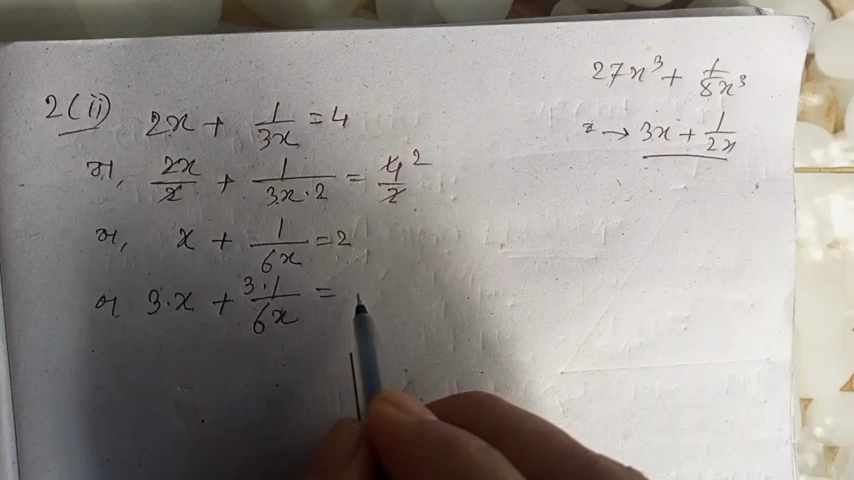 2(ii) 2x + 1/3x = 4
বা, 2x/2 + 1/3x·2 = 4/2 2
বা, x + 1/6x = 2
বা 3·x + 3·1/6x =
27x³ + 1/8x³
→ 3x + 1/2x